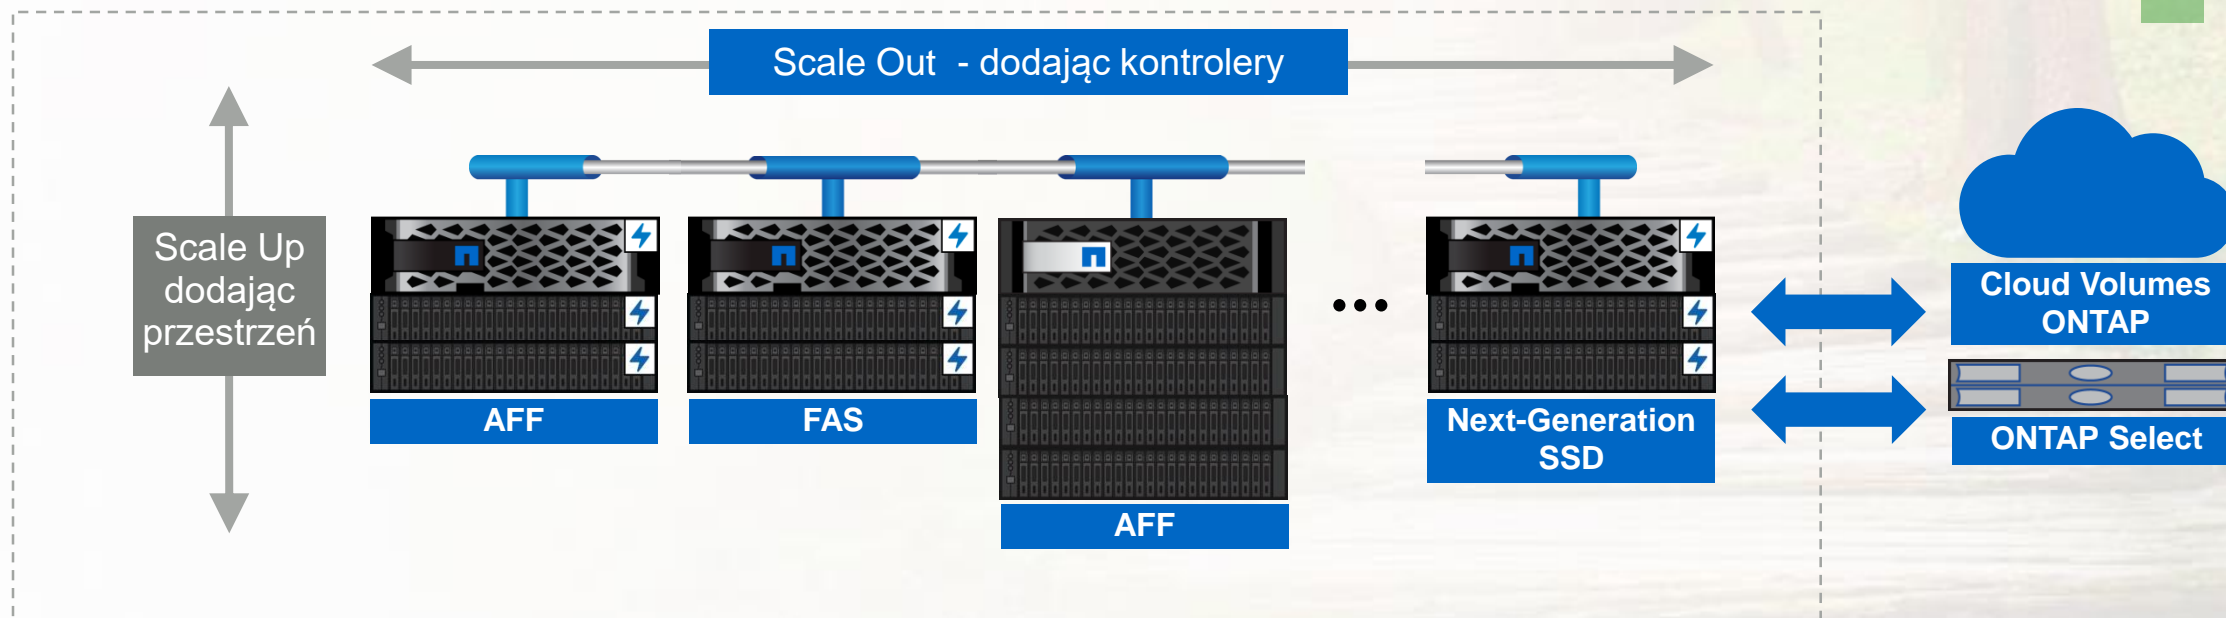 Scale Out - dodając kontrolery
Scale Up
dodając
przestrzeń
AFF
FAS
AFF
Next-Generation
SSD
Cloud Volumes
ONTAP
ONTAP Select